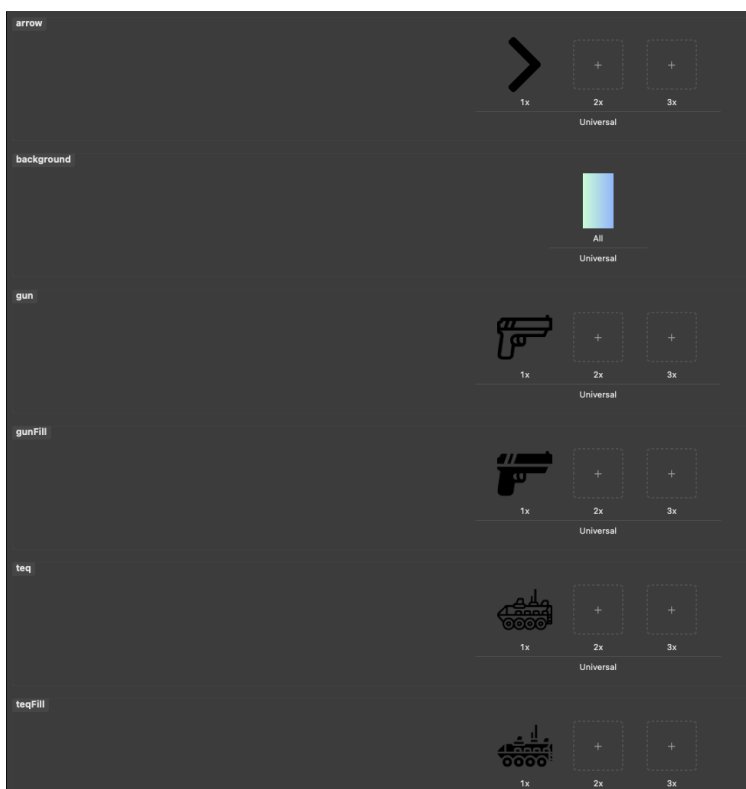 arrow
1x 2x 3x
Universal
background
All
Universal
gun
1x 2x 3x
Universal
gunFill
1x 2x 3x
Universal
teq
1x 2x 3x
Universal
teqFill
1x 2x 3x